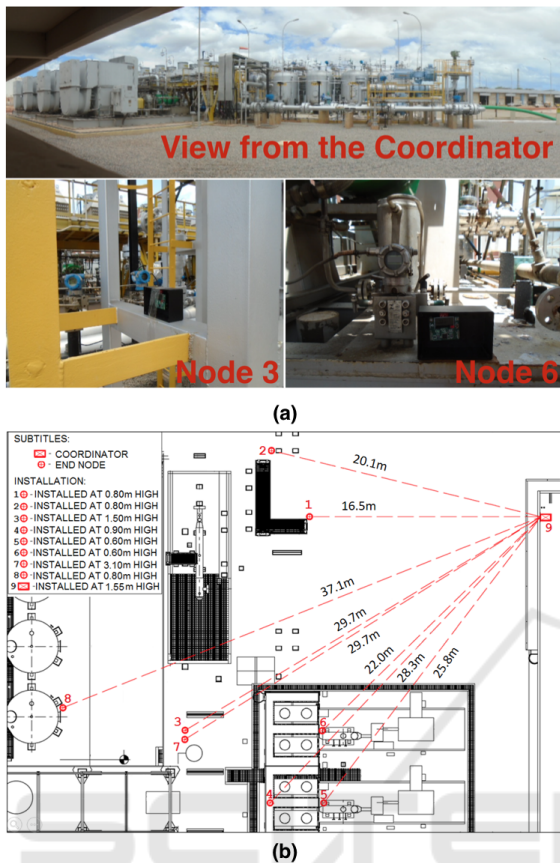 View from the Coordinator
Node 3
Node 6
(a)
SUBTITLES:
- COORDINATOR
- END NODE
INSTALLATION:
1 -INSTALLED AT 0.80m HIGH
2 -INSTALLED AT 0.80m HIGH
3 -INSTALLED AT 1.50m HIGH
4 -INSTALLED AT 0.90m HIGH
5 -INSTALLED AT 0.60m HIGH
6 -INSTALLED AT 0.60m HIGH
7 -INSTALLED AT 3.10m HIGH
8 -INSTALLED AT 0.80m HIGH
9 -INSTALLED AT 1.55m HIGH
2
20.1m
1
16.5m
9
37.1m
29.7m
29.7m
22.0m
28.3m
25.8m
8
3
7
6
4
5
(b)